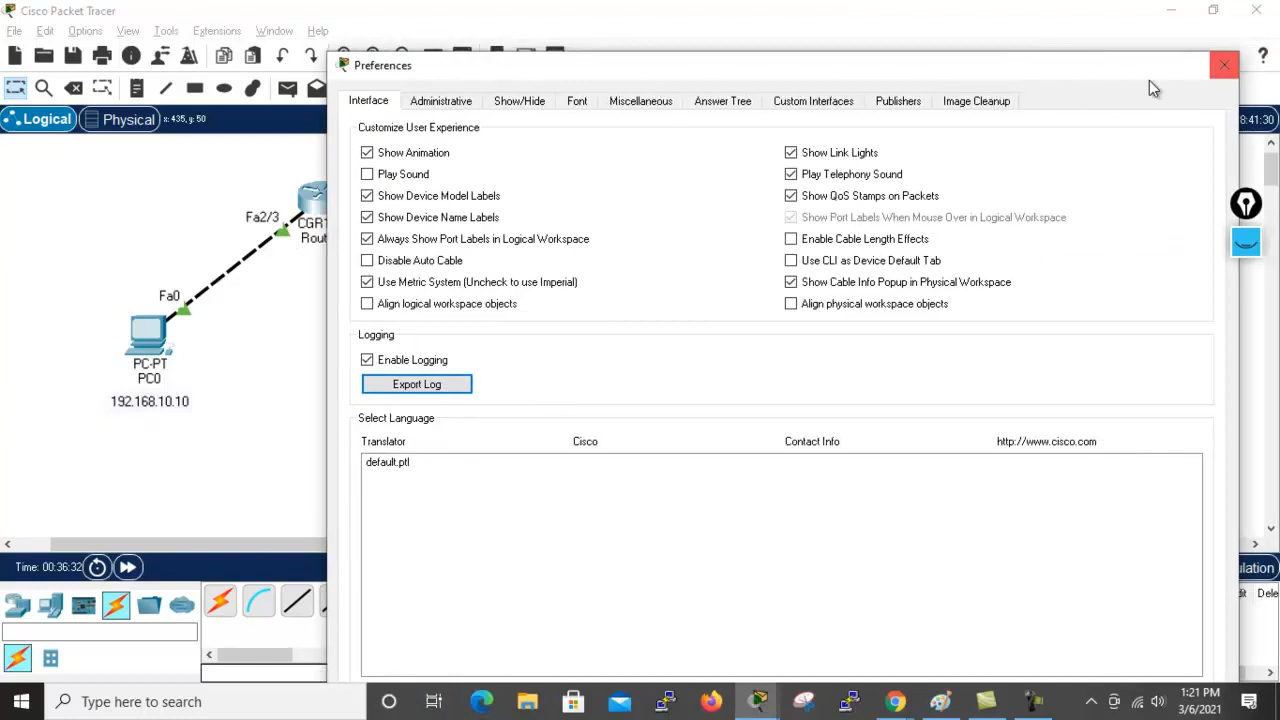 Cisco Packet Tracer
File Edit Options View Tools Extensions Window Help
Preferences
Interface Administrative Show/Hide Font Miscellaneous Answer Tree Custom Interfaces Publishers Image Cleanup
Logical Physical x: 435, y: 50
8:41:30
Customize User Experience
Show Animation
Play Sound
Show Device Model Labels
Show Device Name Labels
Always Show Port Labels in Logical Workspace
Disable Auto Cable
Use Metric System (Uncheck to use Imperial)
Align logical workspace objects
Show Link Lights
Play Telephony Sound
Show QoS Stamps on Packets
Show Port Labels When Mouse Over in Logical Workspace
Enable Cable Length Effects
Use CLI as Device Default Tab
Show Cable Info Popup in Physical Workspace
Align physical workspace objects
Fa2/3
CGR1
Rout
Fa0
PC-PT
PC0
192.168.10.10
Logging
Enable Logging
Export Log
Select Language
Translator Cisco Contact Info http://www.cisco.com
default.ptl
Time: 00:36:32
ulation
dit Dele
Type here to search
1:21 PM
3/6/2021